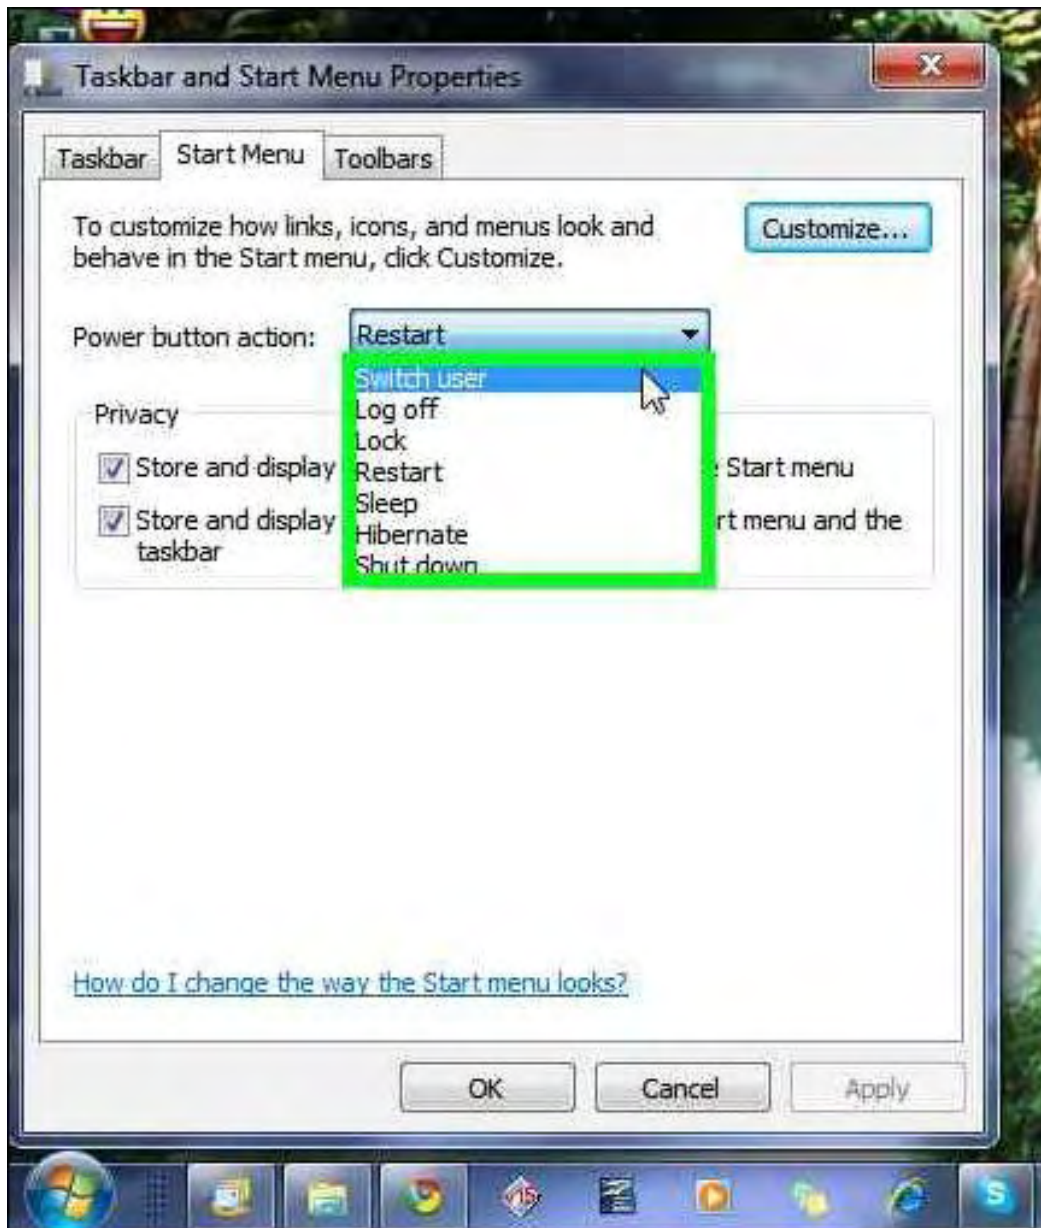 Taskbar and Start Menu Properties
Taskbar Start Menu Toolbars
To customize how links, icons, and menus look and
behave in the Start menu, click Customize.
Customize...
Power button action: Restart
Switch user
Log off
Lock
Restart
Sleep
Hibernate
Shut down
Privacy
Store and display Start menu
Store and display rt menu and the
taskbar
How do I change the way the Start menu looks?
OK Cancel Apply